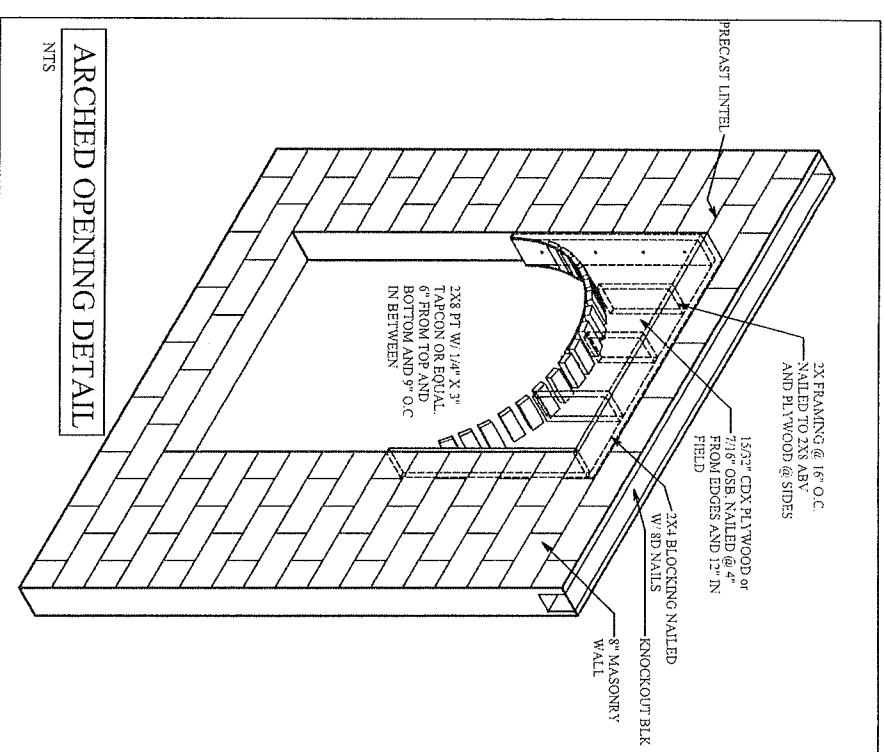 2X FRAMING @ 16" O.C.
NAILED TO 2X8 ABV
AND PLYWOOD @ SIDES
15/32" CDX PLYWOOD or
7/16" OSB, NAILED @ 4"
FROM EDGES AND 12" IN
FIELD
2X4 BLOCKING NAILED
W/ 8D NAILS
KNOCKOUT BLK
8" MASONRY
WALL
PRECAST LINTEL
2X8 PT W/ 1/4" X 3"
TAPCON OR EQUAL.
6" FROM TOP AND
BOTTOM AND 9" O.C
IN BETWEEN
ARCHED OPENING DETAIL
NTS